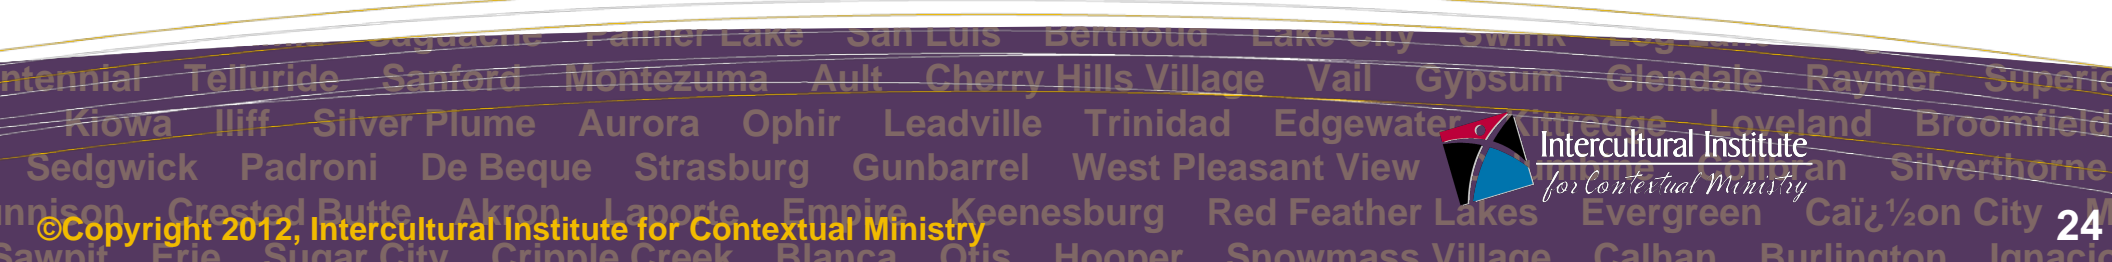 Saguache Palmer Lake San Luis Berthoud Lake City Swink
Telluride Sanford Montezuma Ault Cherry Hills Village Vail Gypsum Glendale Raymer
Kiowa Iliff Silver Plume Aurora Ophir Leadville Trinidad Edgewater Kittredge Loveland Broomfield
Intercultural Institute
for Contextual Ministry
Sedgwick Padroni De Beque Strasburg Gunbarrel West Pleasant View Silverthorne
Crested Butte Akron Laporte Empire Keenesburg Red Feather Lakes Evergreen Caï¿½on City
©Copyright 2012, Intercultural Institute for Contextual Ministry
24
Sawpit Erie Sugar City Cripple Creek Blanca Otis Hooper Snowmass Village Calhan Burlington